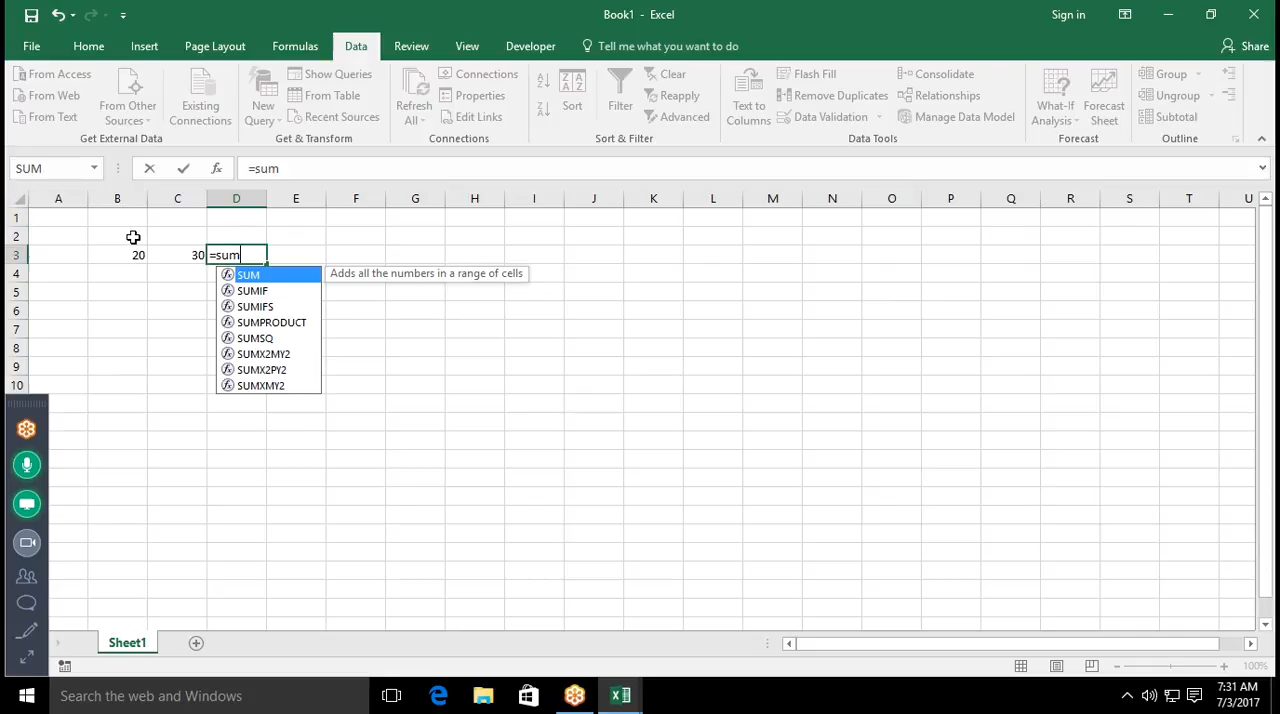 Book1 - Excel
Sign in
File Home Insert Page Layout Formulas Data Review View Developer Tell me what you want to do Share
From Access
From Web
From Text
From Other
Sources
Existing
Connections
Get External Data
New
Query
Show Queries
From Table
Recent Sources
Get & Transform
Refresh
All
Connections
Properties
Edit Links
Connections
A
Z
Z
A
Sort
Filter
Clear
Reapply
Advanced
Sort & Filter
Text to
Columns
Flash Fill
Remove Duplicates
Data Validation
Consolidate
Relationships
Manage Data Model
Data Tools
What-If
Analysis
Forecast
Sheet
Forecast
Group
Ungroup
Subtotal
Outline
SUM fx =sum
A B C D E F G H I J K L M N O P Q R S T U
1
2
3 20 30 =sum
4
5
6
7
8
9
10
SUM Adds all the numbers in a range of cells
SUMIF
SUMIFS
SUMPRODUCT
SUMSQ
SUMX2MY2
SUMX2PY2
SUMXMY2
Sheet1
100%
Search the web and Windows
7:31 AM
7/3/2017